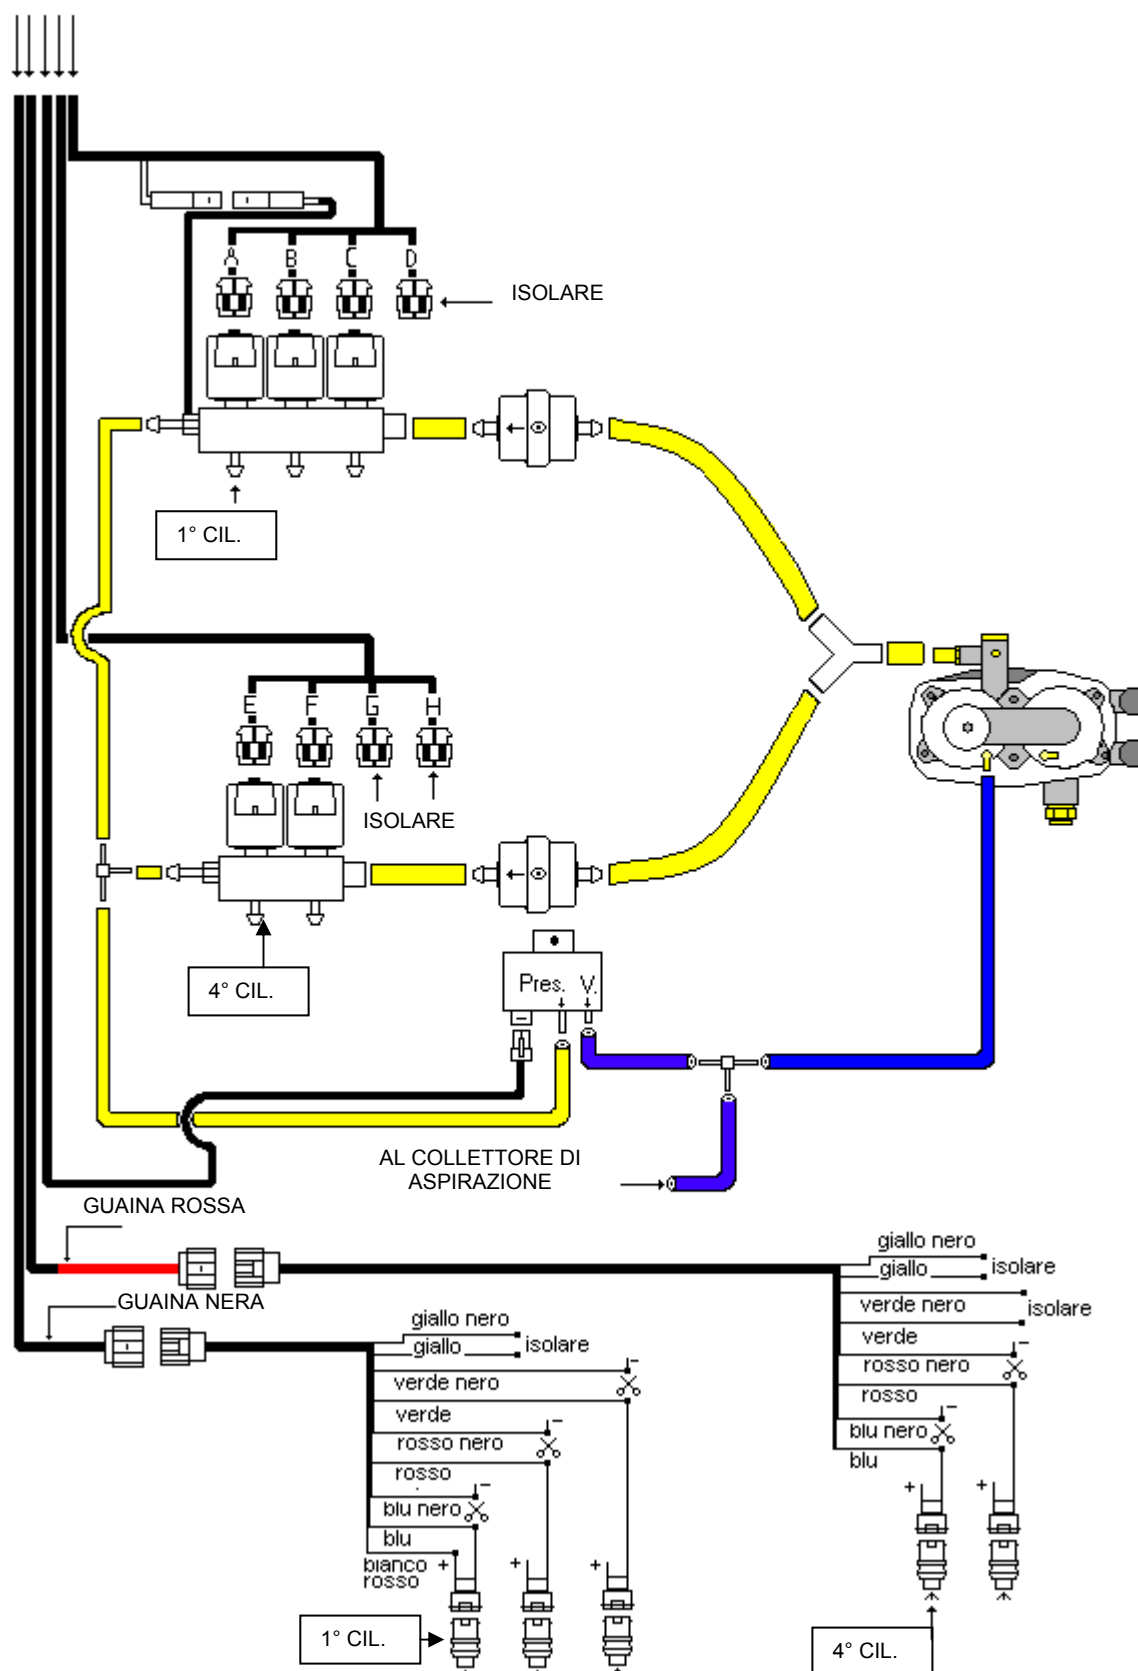 A B C D
ISOLARE
1° CIL.
E F G H
ISOLARE
4° CIL.
Pres. V.
AL COLLETTORE DI
ASPIRAZIONE
GUAINA ROSSA
GUAINA NERA
giallo nero
giallo
isolare
verde nero
isolare
verde
rosso nero
rosso
blu nero
blu
giallo nero
giallo
isolare
verde nero
verde
rosso nero
rosso
blu nero
blu
bianco
rosso
+
+
+
+
+
-
-
-
-
-
1° CIL.
4° CIL.